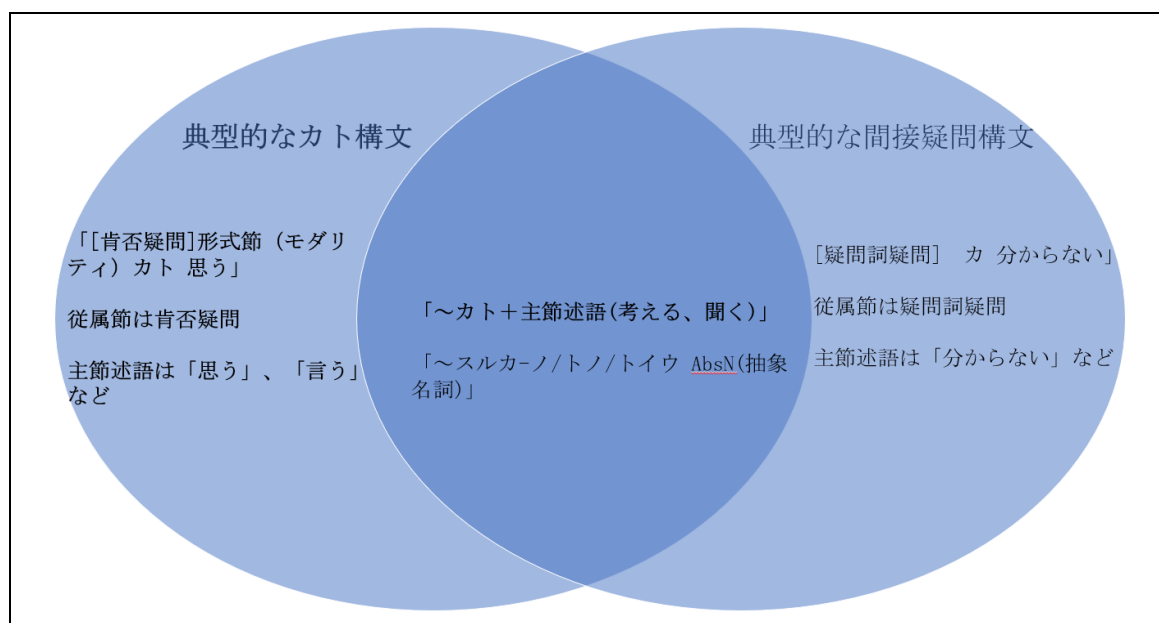 典型的なカト構文
典型的な間接疑問構文
「[肯否疑問]形式節 (モダリ
ティ) カト 思う」
従属節は肯否疑問
主節述語は「思う」、「言う」
など
「～カト＋主節述語(考える、聞く)」
「～スルカ-ノ/トノ/トイウ AbsN(抽象
名詞)」
[疑問詞疑問] カ 分からない」
従属節は疑問詞疑問
主節述語は「分からない」など